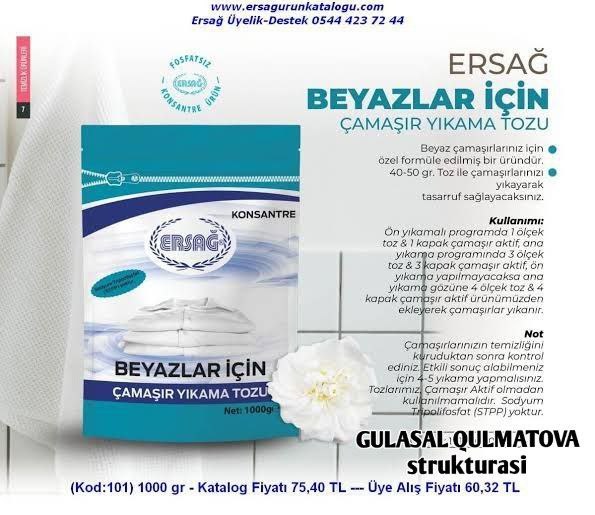 www.ersagurunkatalogu.com
Ersağ Üyelik-Destek 0544 423 72 44
TEMİZLİK ÜRÜNLERİ
7
FOSFATSIZ
ERSAĞ
KONSANTRE ÜRÜN
ERSAĞ
BEYAZLAR İÇİN
ÇAMAŞIR YIKAMA TOZU
Beyaz çamaşırlarınız için
özel formüle edilmiş bir üründür.
40-50 gr. Toz ile çamaşırlarınızı
yıkayarak
tasarruf sağlayacaksınız.
Kullanımı:
Ön yıkamalı programda 1 ölçek
toz & 1 kapak çamaşır aktif, ana
yıkama programında 3 ölçek
toz & 3 kapak çamaşır aktif, ön
yıkama yapılmayacaksa ana
yıkama gözüne 4 ölçek toz & 4
kapak çamaşır aktif ürünümüzden
ekleyerek çamaşırlar yıkanır.
Not
Çamaşırlarınızın temizliğini
kuruduktan sonra kontrol
ediniz. Etkili sonuç alabilmeniz
için 4-5 yıkama yapmalısınız.
Tozlarımız Çamaşır Aktif olmadan
kullanılmamalıdır. Sodyum
Tripolifosfat (STPP) yoktur.
KONSANTRE
ERSAĞ
BEYAZLAR İÇİN
ÇAMAŞIR YIKAMA TOZU
Net: 1000gr
GULASAL QULMATOVA
strukturasi
(Kod:101) 1000 gr - Katalog Fiyatı 75,40 TL --- Üye Alış Fiyatı 60,32 TL